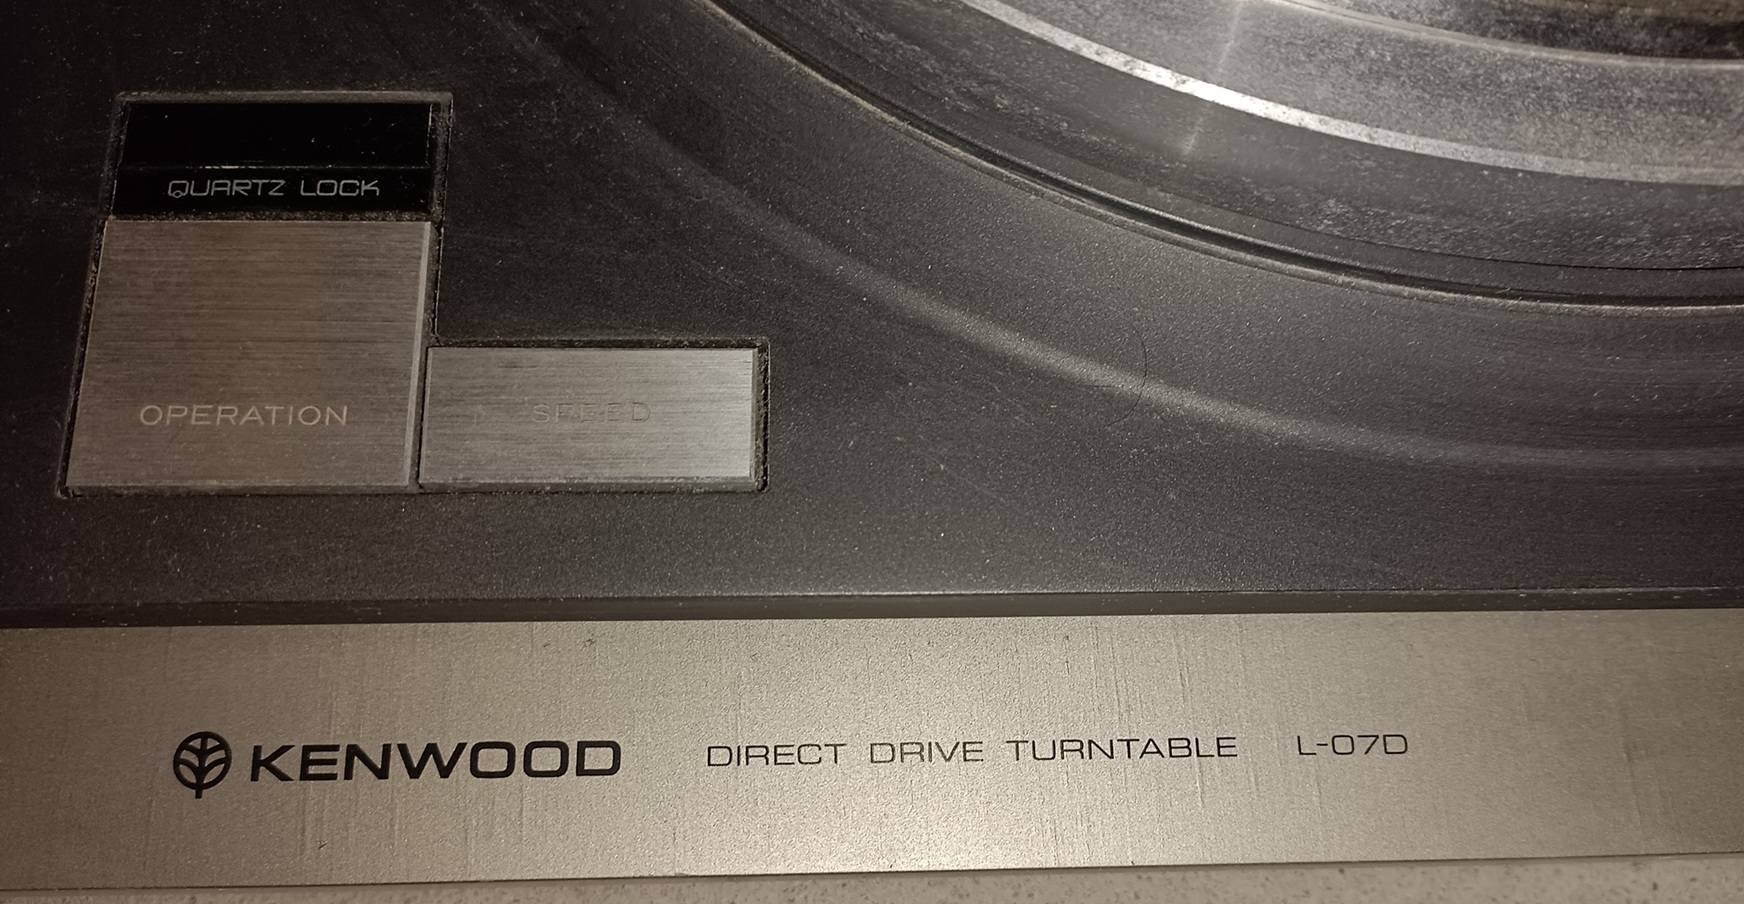 QUARTZ LOCK
OPERATION
SPEED
KENWOOD DIRECT DRIVE TURNTABLE L-07D